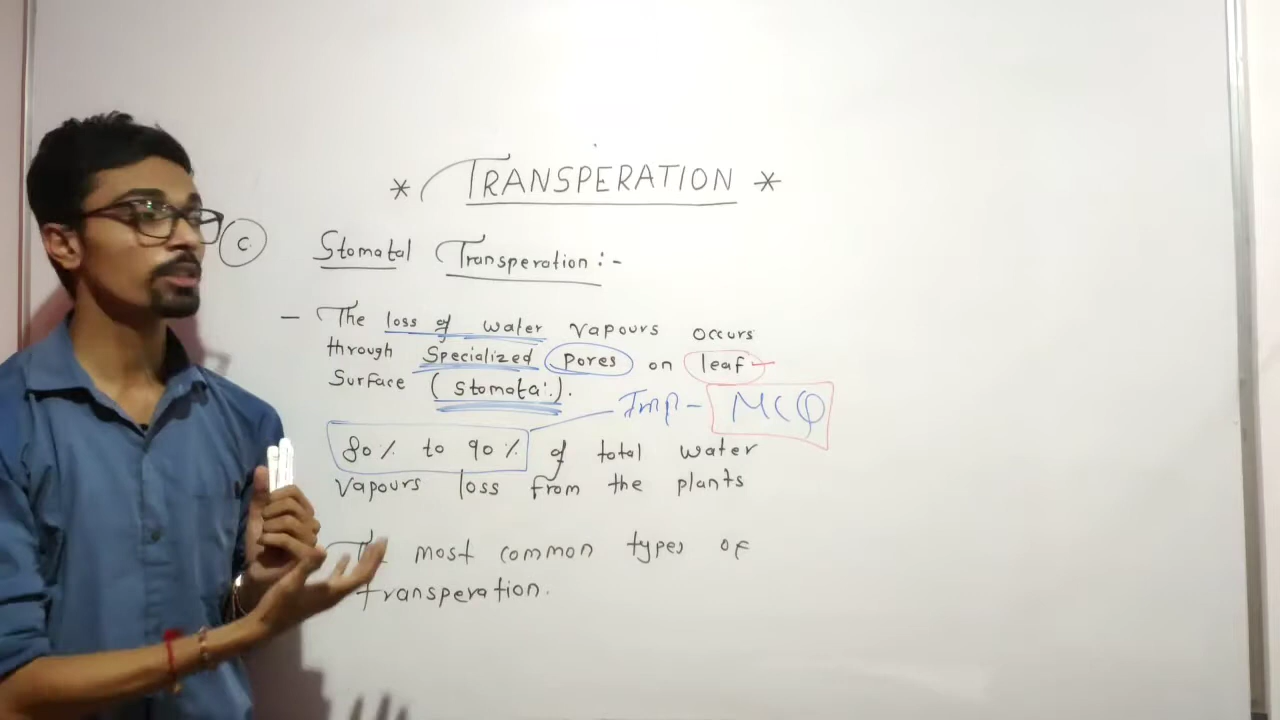 * TRANSPERATION *
C. Stomatal Transperation :-
- The loss of water vapours occurs
through Specialized pores on leaf
Surface (Stomata:).
Imp - MCQ
80% to 90% of total water
vapours loss from the plants
most common types of
transperation.